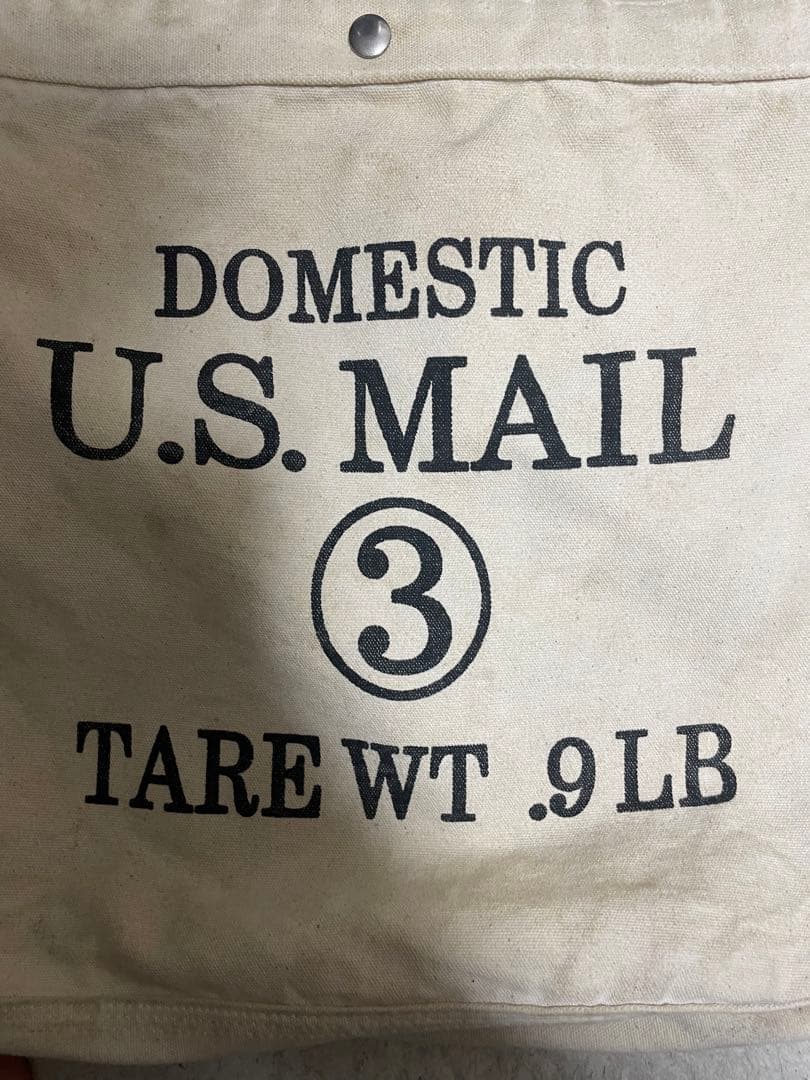 DOMESTIC
U.S. MAIL
3
TARE WT .9 LB